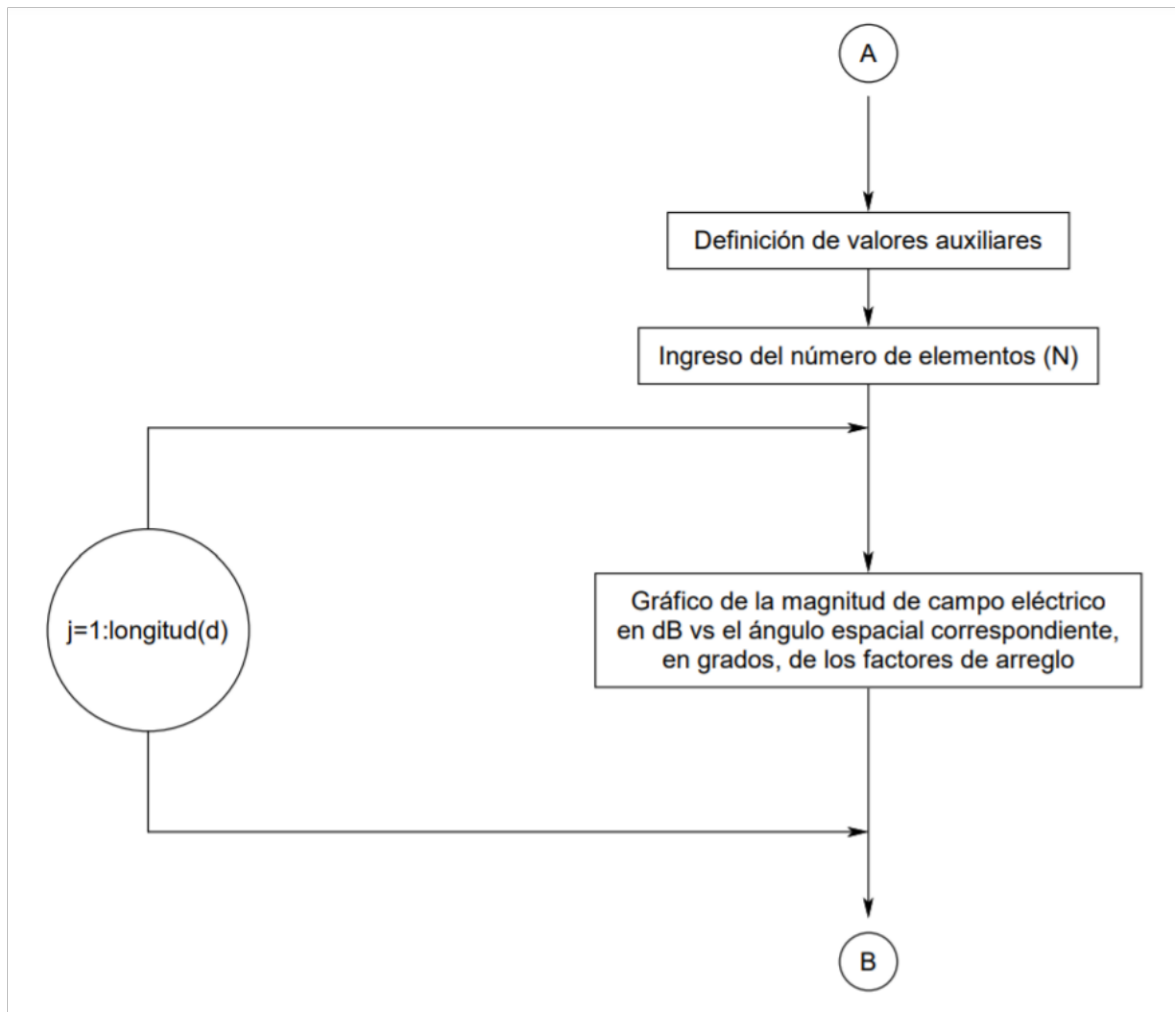 A
Definición de valores auxiliares
Ingreso del número de elementos (N)
j=1:longitud(d)
Gráfico de la magnitud de campo eléctrico
en dB vs el ángulo espacial correspondiente,
en grados, de los factores de arreglo
B